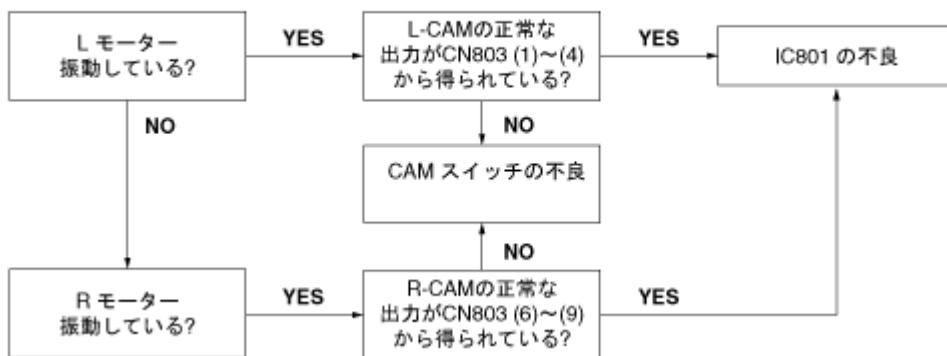 L モーター
振動している?
YES
L-CAMの正常な
出力がCN803 (1)～(4)
から得られている?
YES
IC801 の不良
NO
NO
CAM スイッチの不良
NO
R モーター
振動している?
YES
R-CAMの正常な
出力がCN803 (6)～(9)
から得られている?
YES